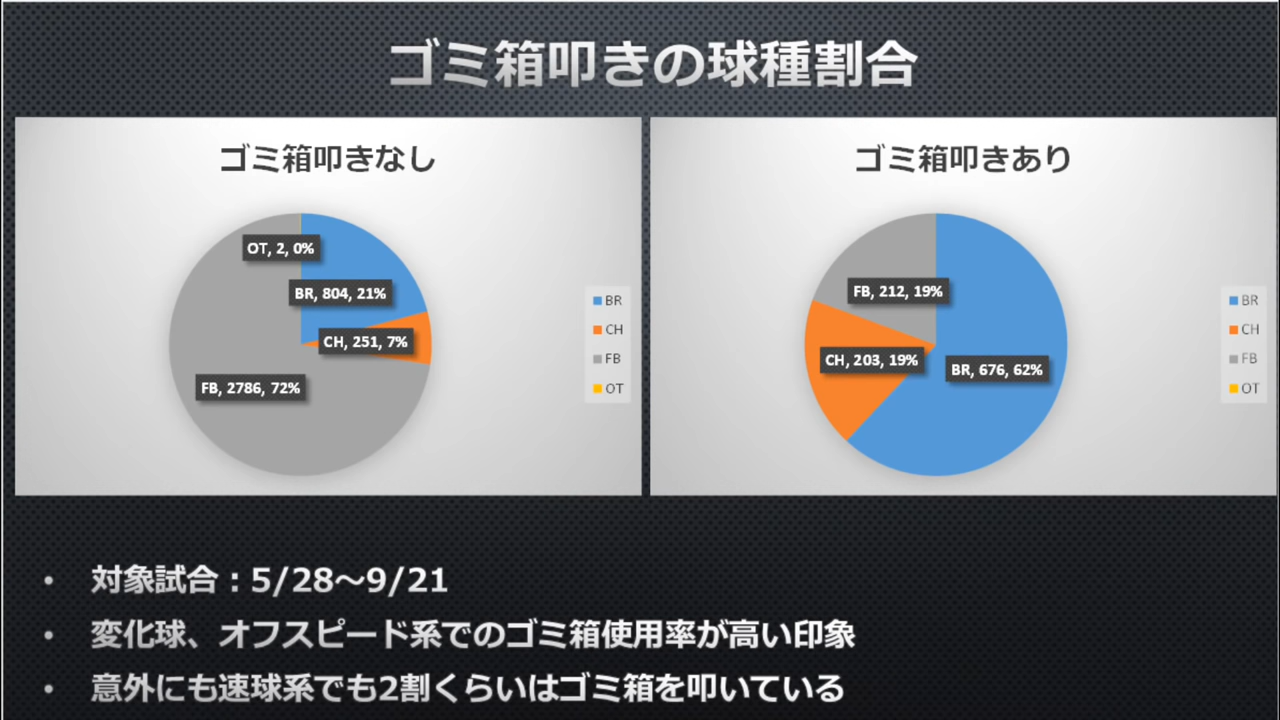 ゴミ箱叩きの球種割合
ゴミ箱叩きなし
OT, 2, 0%
BR, 804, 21%
CH, 251, 7%
FB, 2786, 72%
BR
CH
FB
OT
ゴミ箱叩きあり
FB, 212, 19%
CH, 203, 19%
BR, 676, 62%
BR
CH
FB
OT
• 対象試合：5/28～9/21
• 変化球、オフスピード系でのゴミ箱使用率が高い印象
• 意外にも速球系でも2割くらいはゴミ箱を叩いている